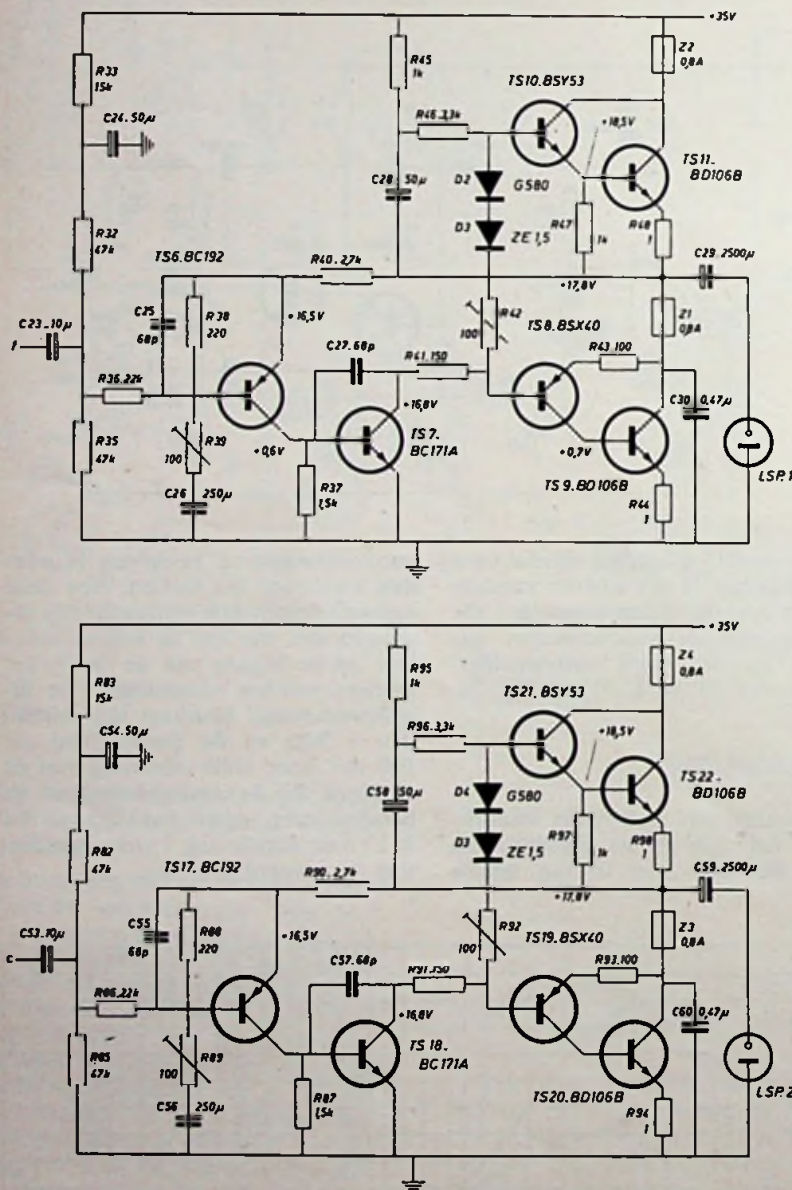 +35V
R33
15k
C24.50µ
R45
1k
R46.3,3k
TS10.BSY53
Z2
0,8A
+18,5V
TS11.
BD106B
C28 50µ
D2 G580
D3 ZE1,5
R47
1k
R48
1
R32
47k
TS6.BC192
R40.2,7k
C29.2500µ
+17,8V
C23.10µ
f
C25
68p
R38
220
+16,5V
C27.68p
R42
100
TS8.BSX40
Z1
0,8A
R41.150
R43.100
R36.22k
+16,8V
C30 0,47µ
R35
47k
R39
100
+0,6V
TS7.
BC171A
+0,7V
LSP.1
C26 250µ
R37
1,5k
TS9.BD106B
R44
1
+35V
R83
15k
C54.50µ
R95
1k
R96.3,3k
TS21.BSY53
Z4
0,8A
+18,5V
TS22.
BD106B
C58 50µ
D4 G580
D3 ZE1,5
R97
1k
R98
1
R82
47k
TS17.BC192
R90.2,7k
C59.2500µ
+17,8V
C53.10µ
c
C55
68p
R88
220
+16,5V
C57.68p
R92
100
TS19.BSX40
Z3
0,8A
R91.150
R93.100
R86.22k
+16,8V
C60 0,47µ
R85
47k
R89
100
TS18.
BC171A
LSP.2
C56 250µ
R87
1,5k
TS20.BD106B
R94
1